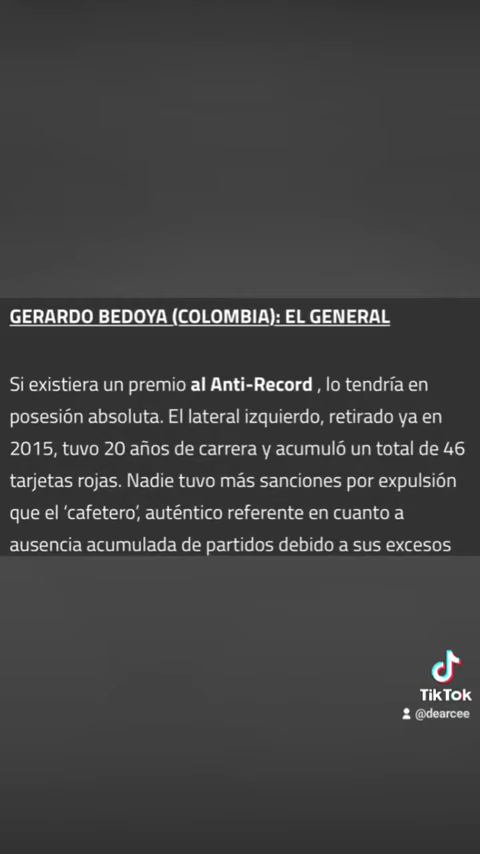 GERARDO BEDOYA (COLOMBIA): EL GENERAL
Si existiera un premio al Anti-Record , lo tendría en
posesión absoluta. El lateral izquierdo, retirado ya en
2015, tuvo 20 años de carrera y acumuló un total de 46
tarjetas rojas. Nadie tuvo más sanciones por expulsión
que el ‘cafetero’, auténtico referente en cuanto a
ausencia acumulada de partidos debido a sus excesos
TikTok
@dearcee